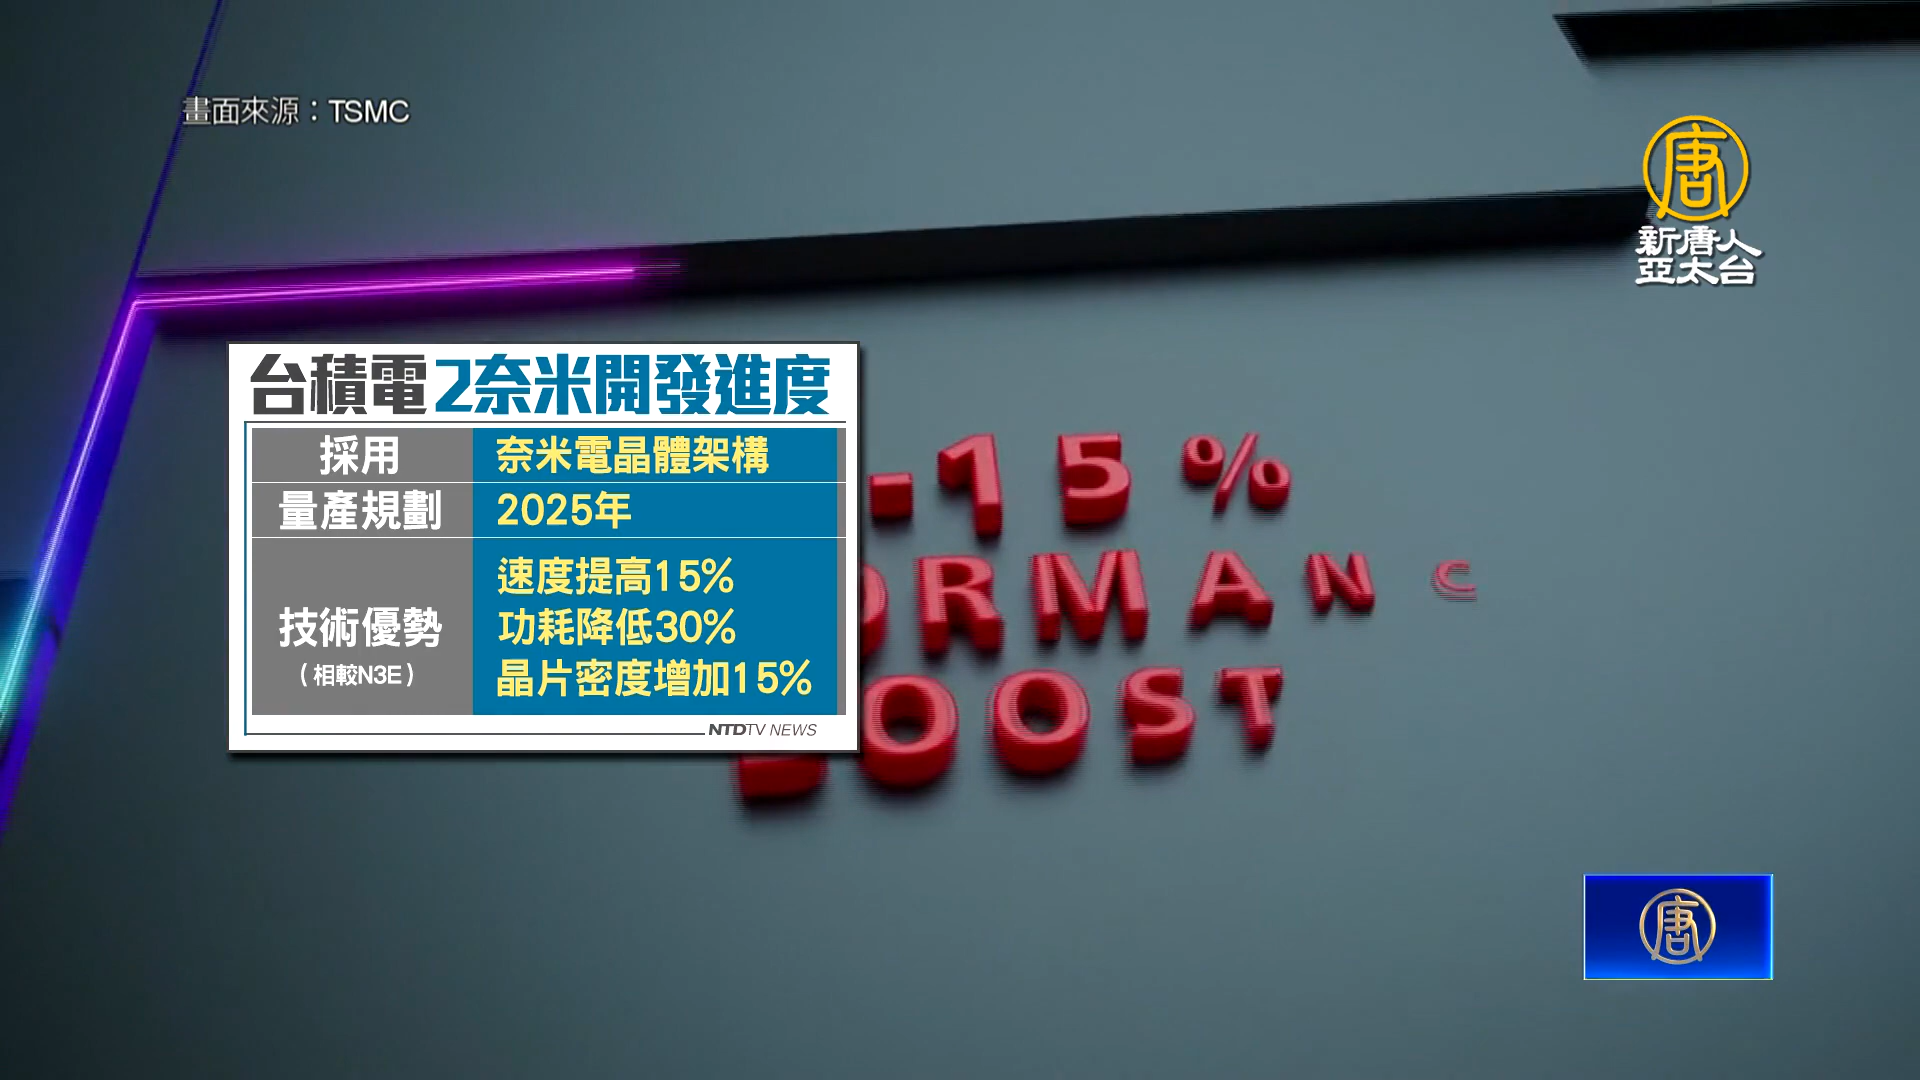 畫面來源：TSMC
唐
新唐人
亞太台
台積電2奈米開發進度
採用 奈米電晶體架構
量產規劃 2025年
技術優勢
（相較N3E）
速度提高15%
功耗降低30%
晶片密度增加15%
NTDTV NEWS
-15%
ORMANC
OOST
唐